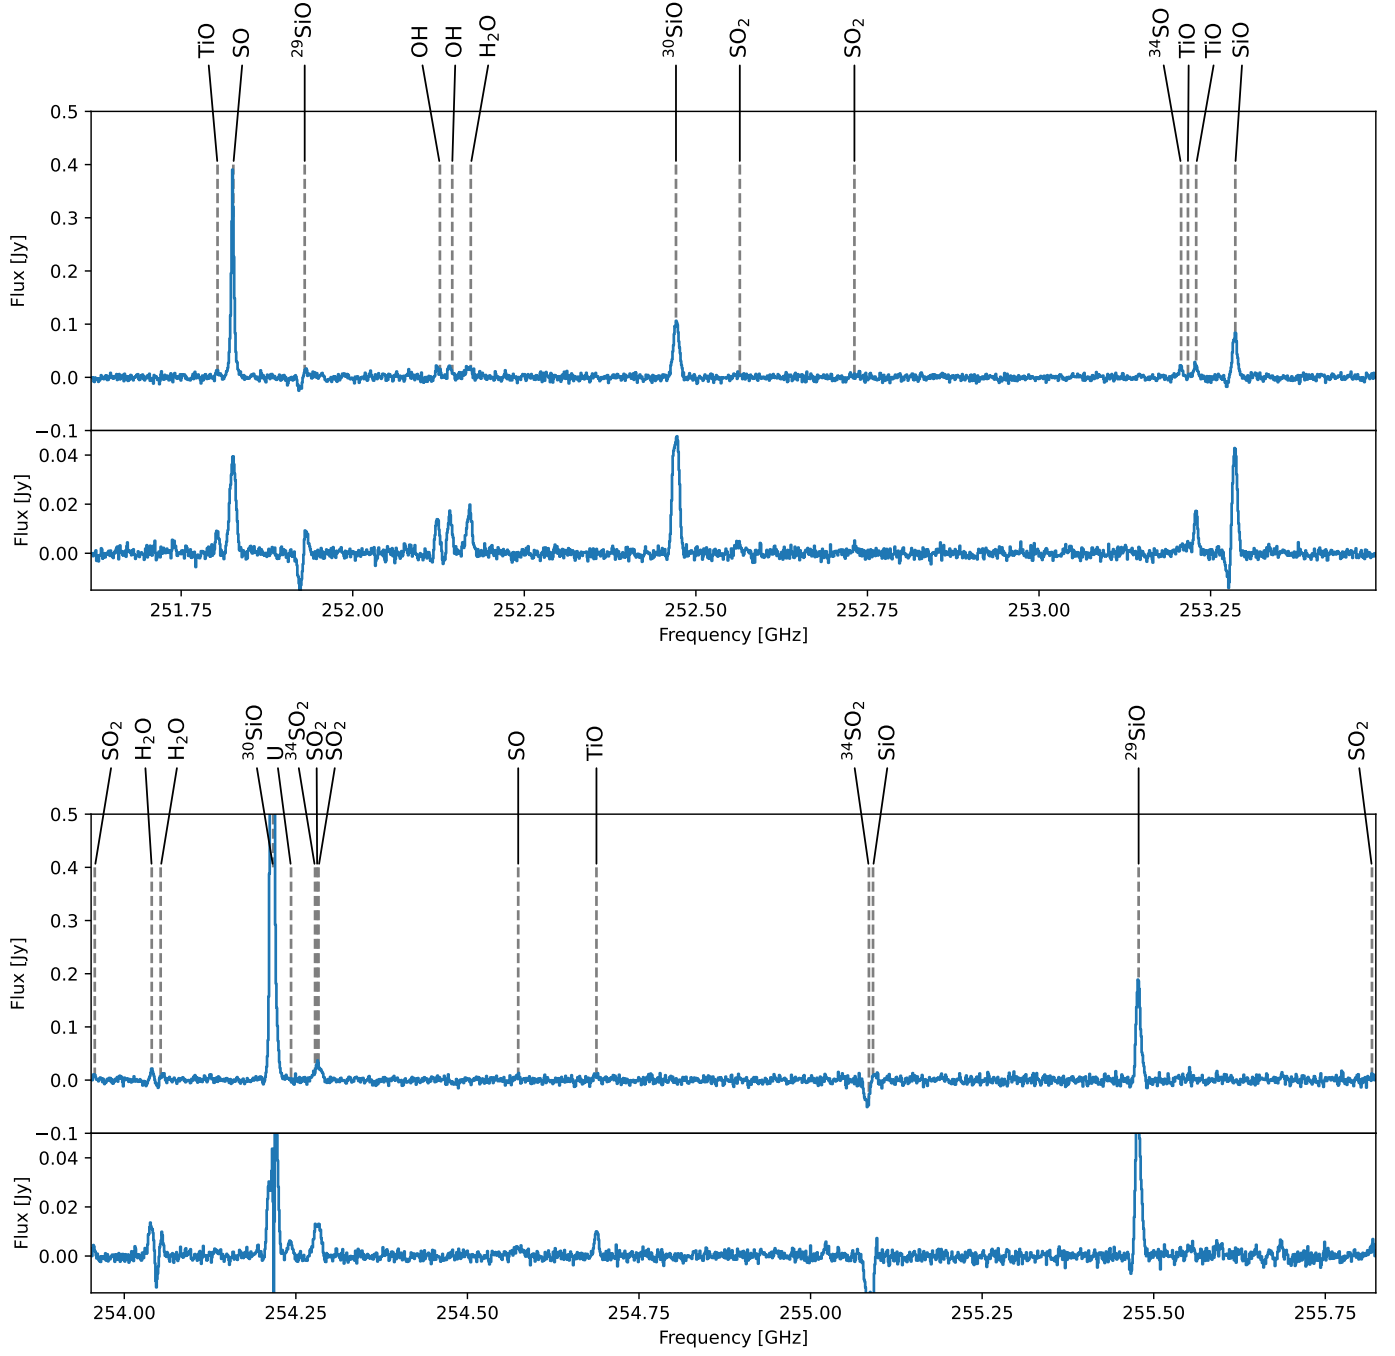 TiO SO ²⁹SiO OH OH H₂O ³⁰SiO SO₂ SO₂ ³⁴SO TiO TiO SiO
0.5
0.4
0.3
0.2
0.1
0.0
−0.1
Flux [Jy]
0.04
0.02
0.00
Flux [Jy]
251.75 252.00 252.25 252.50 252.75 253.00 253.25
Frequency [GHz]
SO₂ H₂O H₂O ³⁰SiO U ³⁴SO₂ SO₂ SO₂ SO TiO ³⁴SO₂ SiO ²⁹SiO SO₂
0.5
0.4
0.3
0.2
0.1
0.0
−0.1
Flux [Jy]
0.04
0.02
0.00
Flux [Jy]
254.00 254.25 254.50 254.75 255.00 255.25 255.50 255.75
Frequency [GHz]